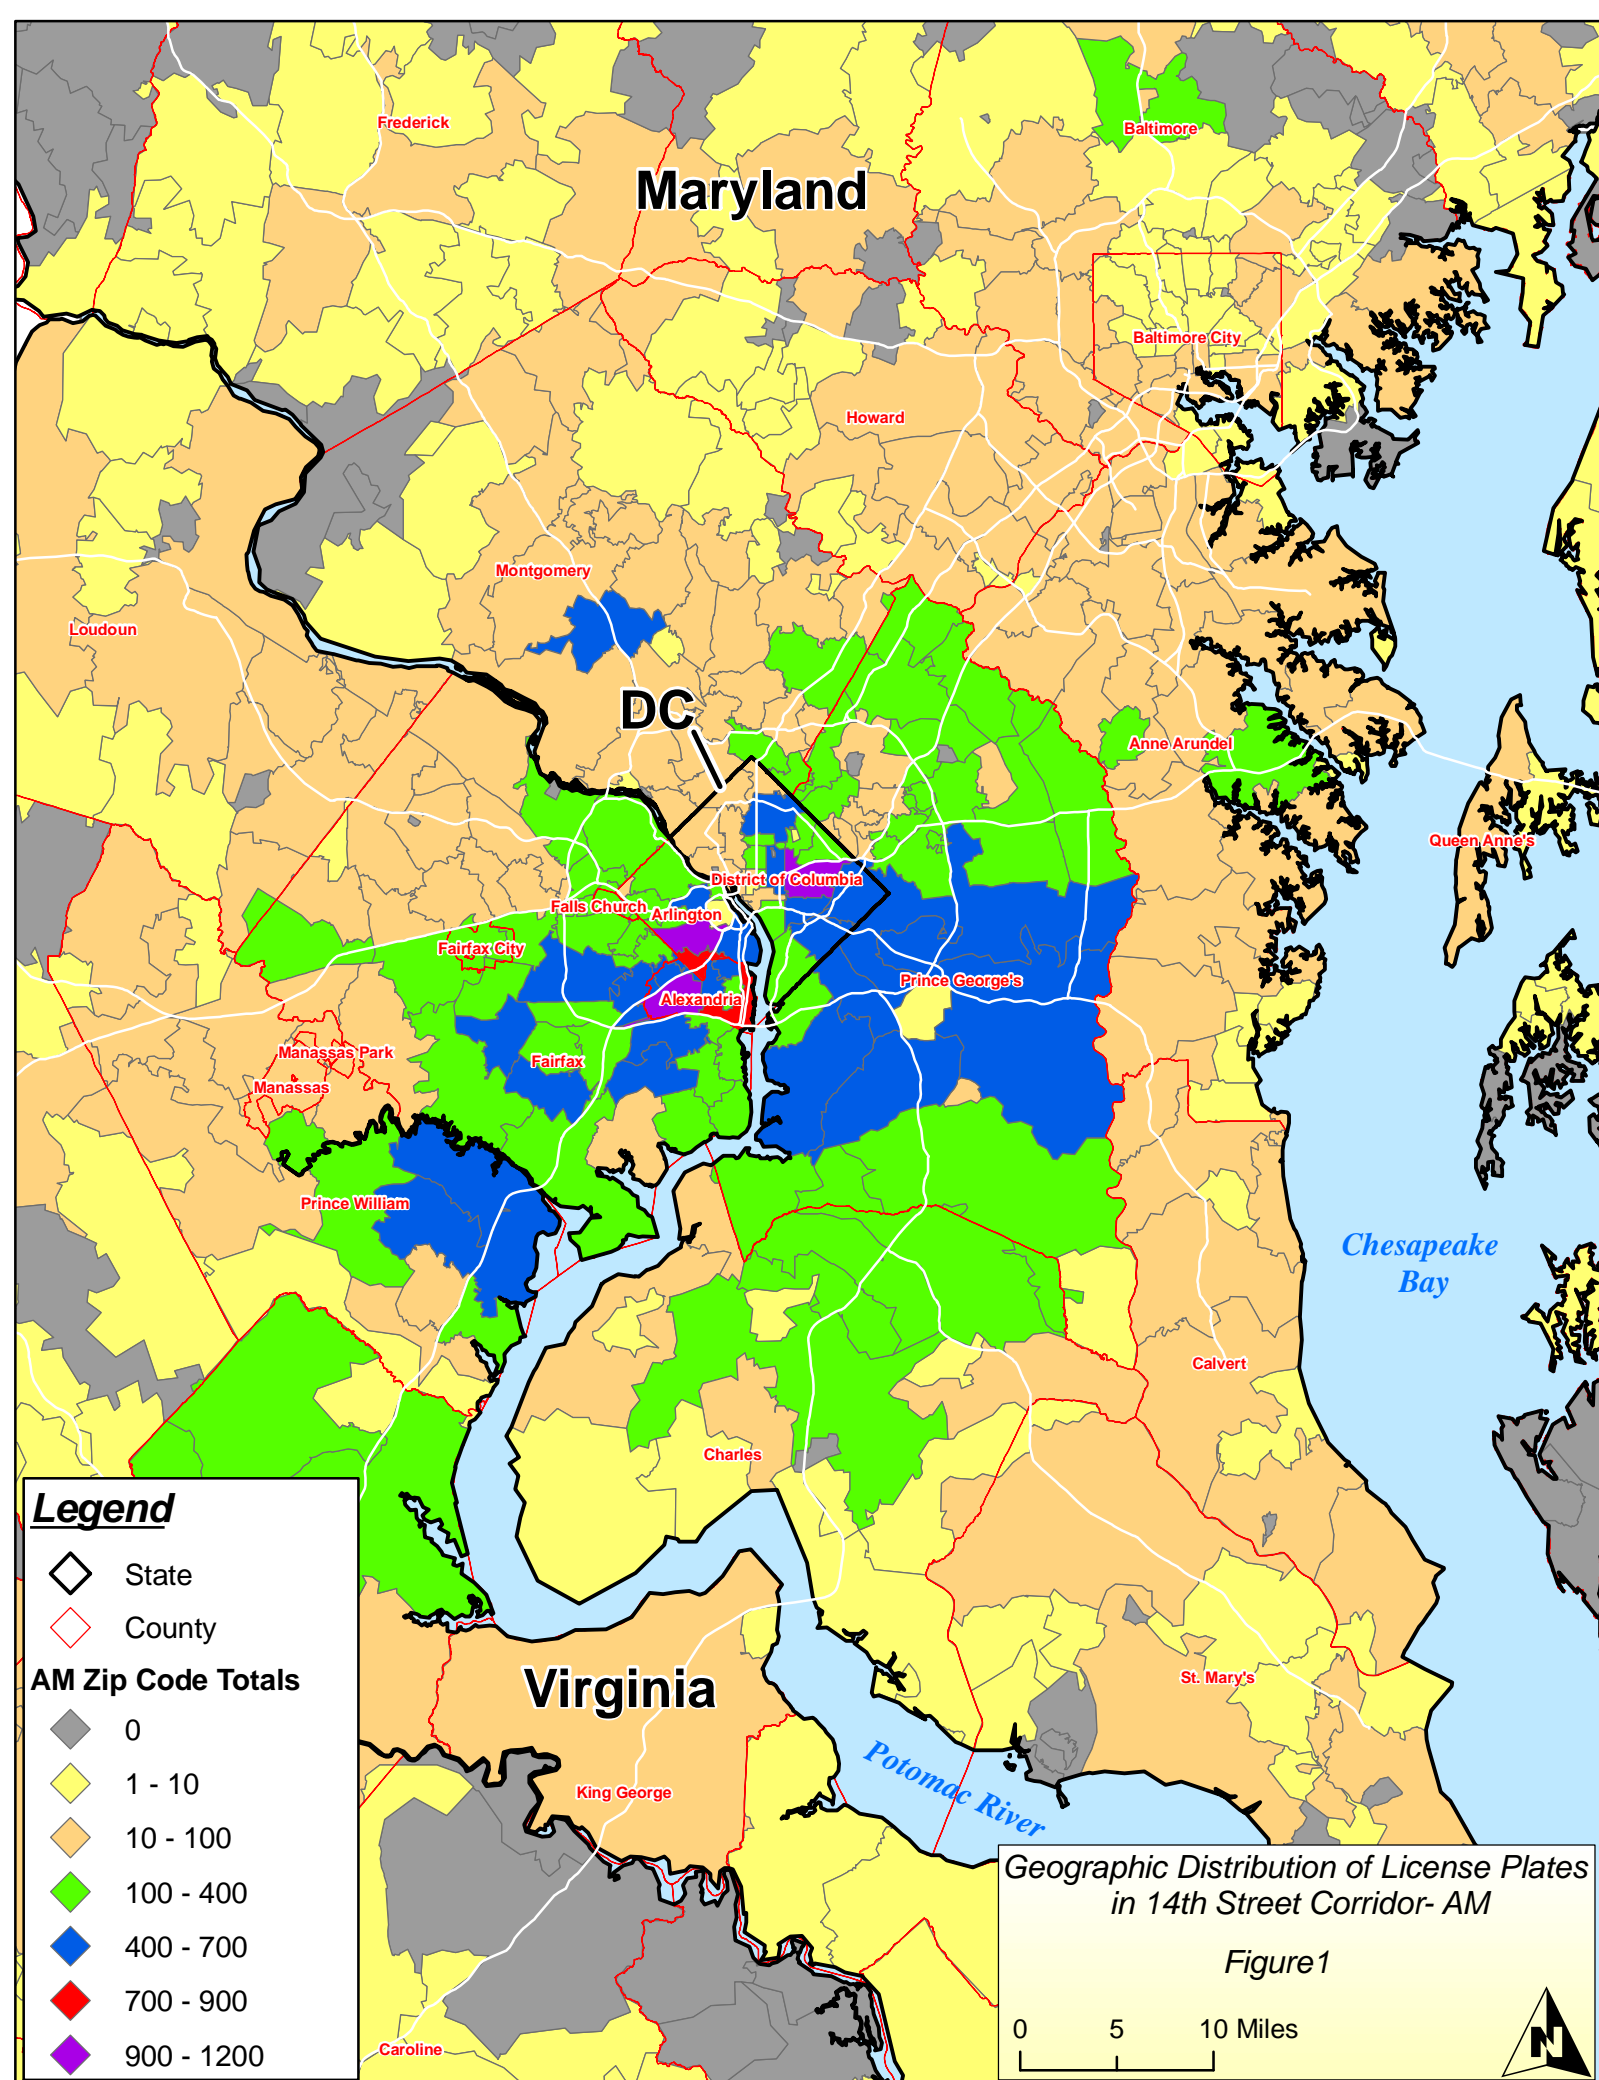 Frederick
Baltimore
Maryland
Baltimore City
Howard
Montgomery
Loudoun
DC
Anne Arundel
Queen Anne's
District of Columbia
Falls Church
Arlington
Fairfax City
Prince George's
Alexandria
Manassas Park
Fairfax
Manassas
Prince William
Chesapeake
Bay
Calvert
Charles
Legend
State
County
AM Zip Code Totals
0
1 - 10
10 - 100
100 - 400
400 - 700
700 - 900
900 - 1200
Virginia
St. Mary's
Potomac River
King George
Caroline
Geographic Distribution of License Plates
in 14th Street Corridor- AM
Figure1
0 5 10 Miles
N